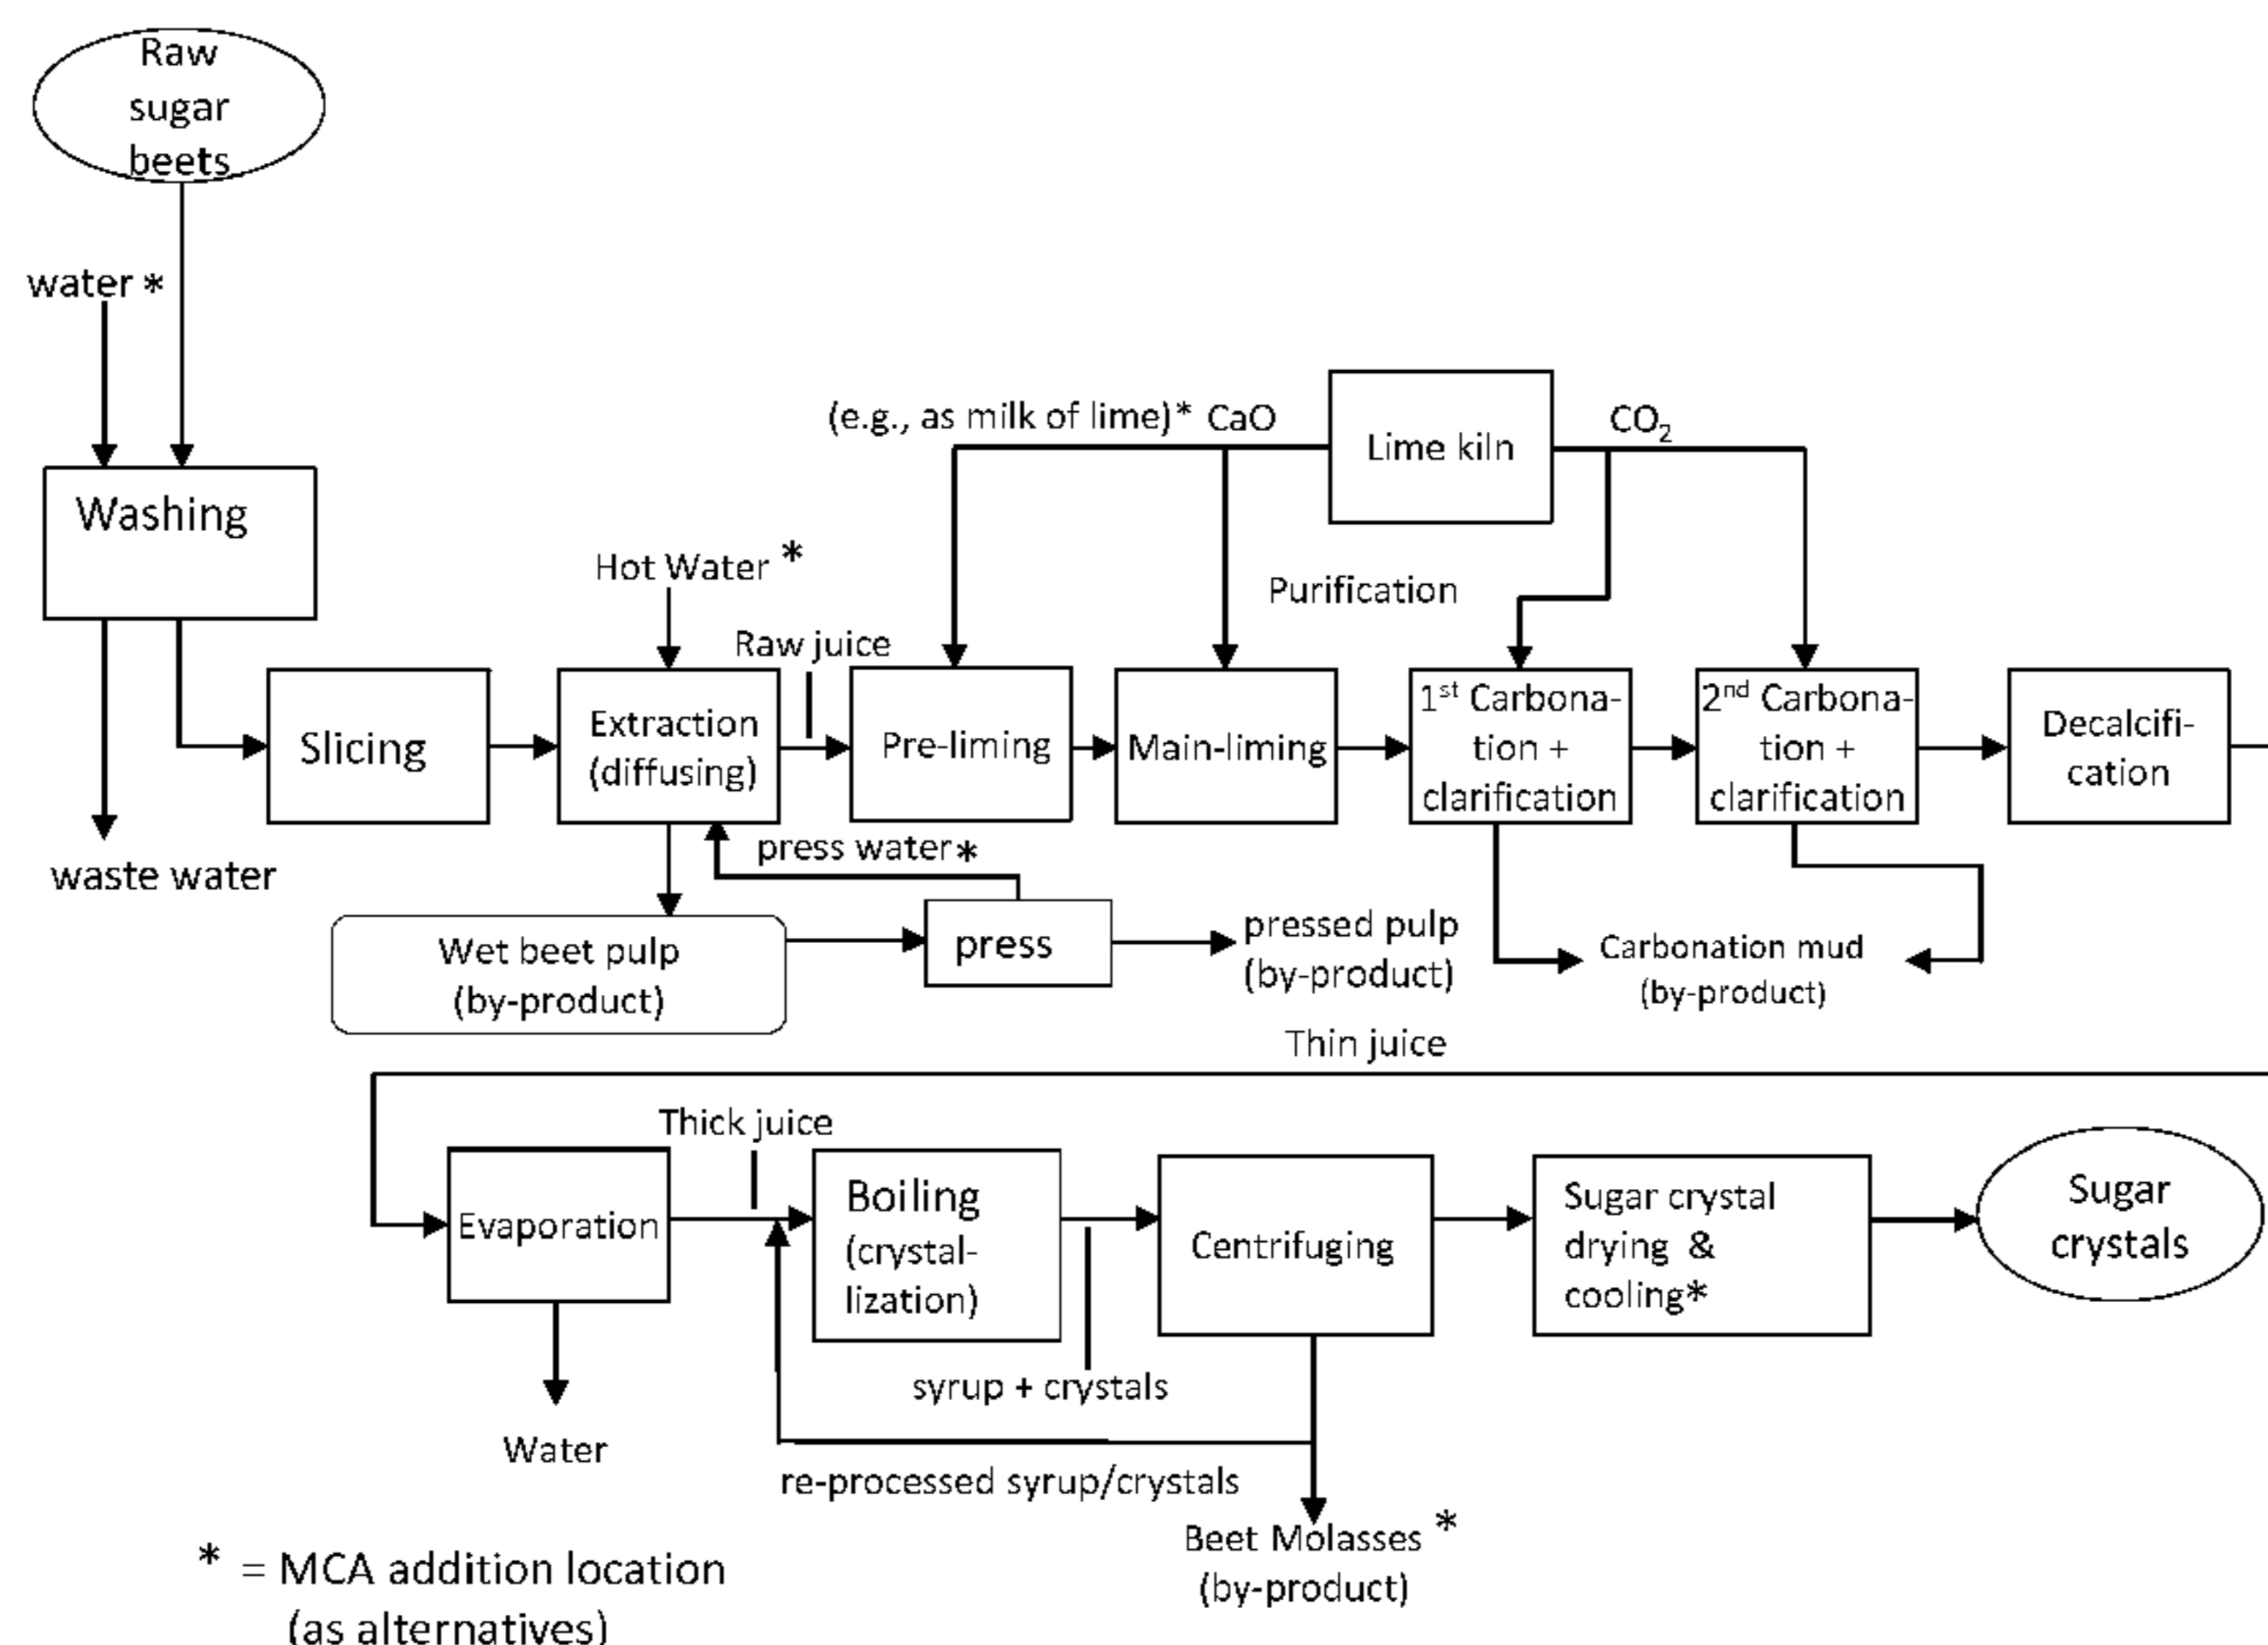 Raw
sugar
beets
water *
Washing
waste water
Slicing
Hot Water *
Extraction
(diffusing)
Raw juice
(e.g., as milk of lime)* CaO
Lime kiln
CO2
Purification
Pre-liming
Main-liming
1st Carbona-
tion +
clarification
2nd Carbona-
tion +
clarification
Decalcifi-
cation
press water*
Wet beet pulp
(by-product)
press
pressed pulp
(by-product)
Carbonation mud
(by-product)
Thin juice
Evaporation
Water
Thick juice
Boiling
(crystal-
lization)
syrup + crystals
Centrifuging
re-processed syrup/crystals
Beet Molasses *
(by-product)
Sugar crystal
drying &
cooling*
Sugar
crystals
* = MCA addition location
(as alternatives)